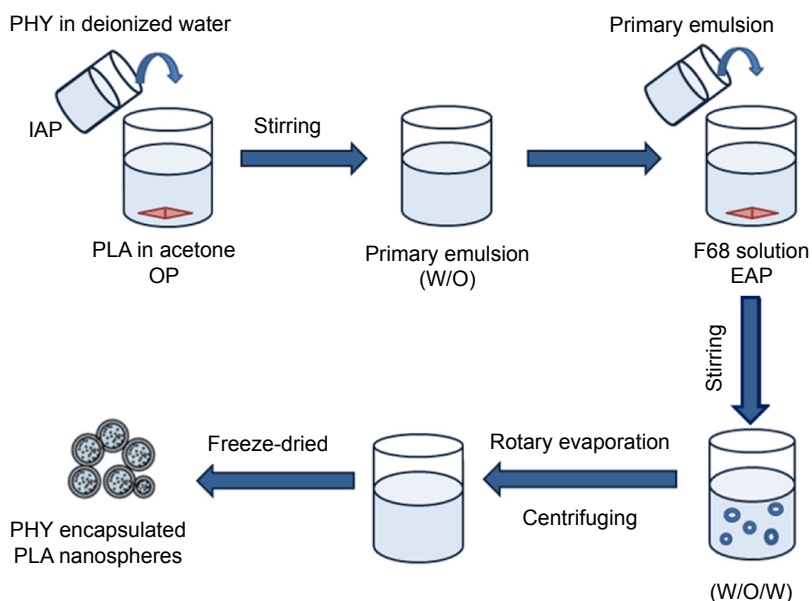 PHY in deionized water
IAP
Stirring
PLA in acetone
OP
Primary emulsion
(W/O)
Primary emulsion
F68 solution
EAP
Stirring
(W/O/W)
Rotary evaporation
Centrifuging
Freeze-dried
PHY encapsulated
PLA nanospheres